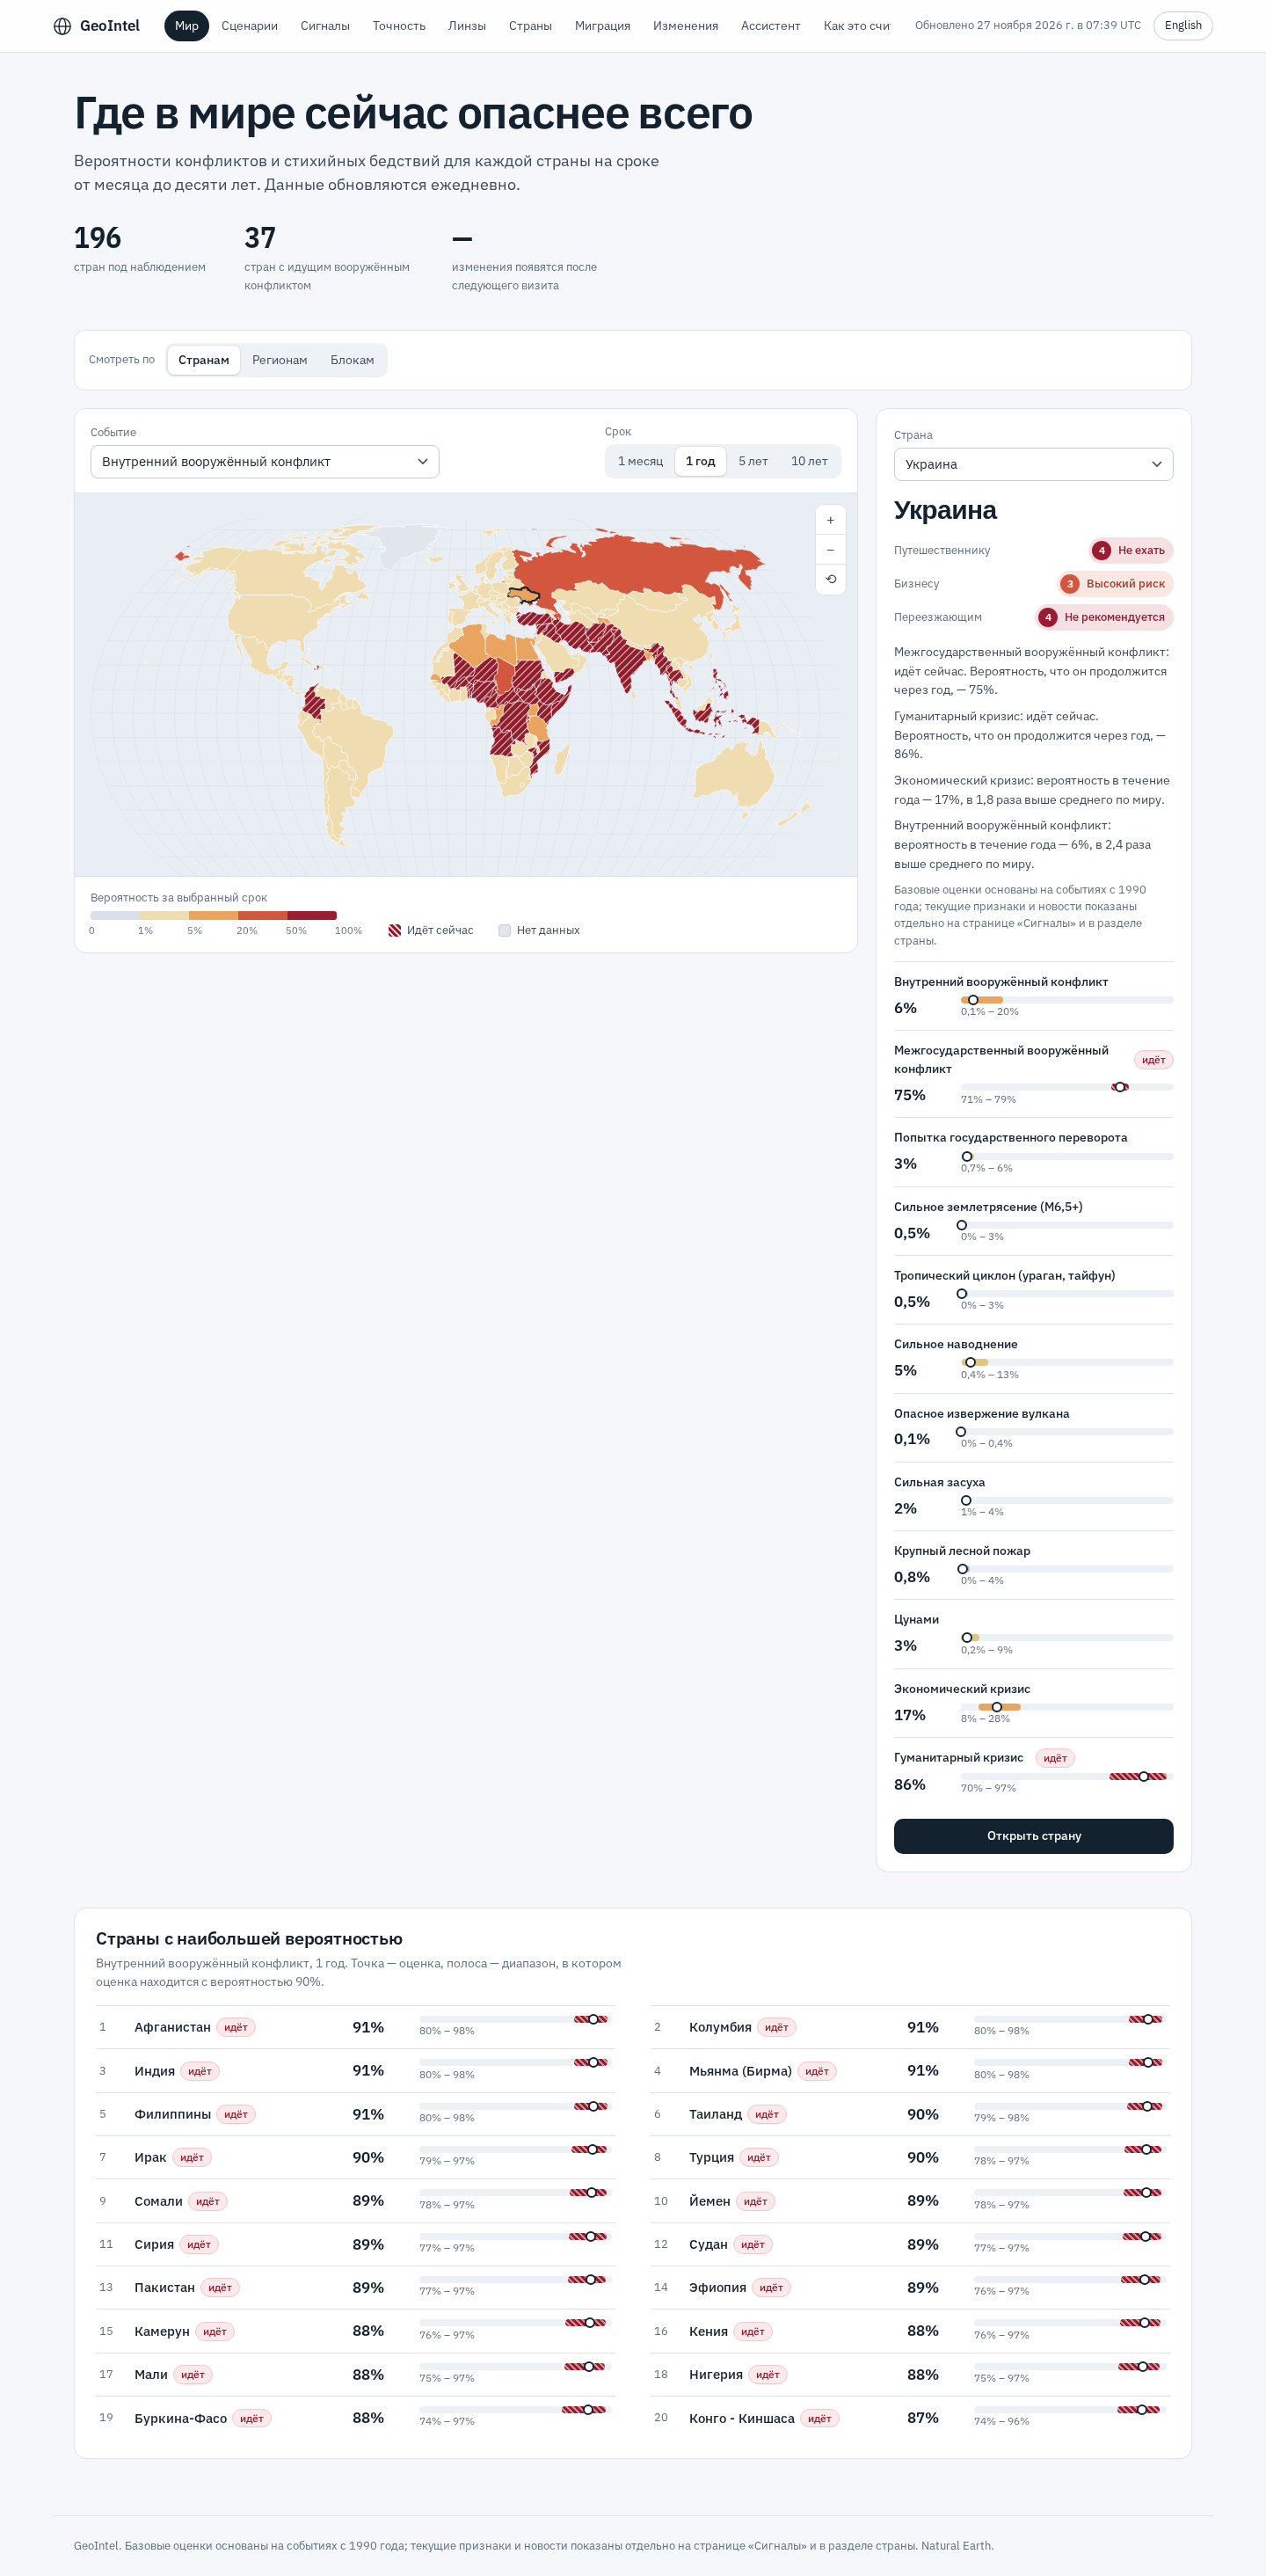 GeoIntel
Мир
Сценарии
Сигналы
Точность
Линзы
Страны
Миграция
Изменения
Ассистент
Как это счи
Обновлено 27 ноября 2026 г. в 07:39 UTC
English
Где в мире сейчас опаснее всего
Вероятности конфликтов и стихийных бедствий для каждой страны на сроке
от месяца до десяти лет. Данные обновляются ежедневно.
196
стран под наблюдением
37
стран с идущим вооружённым
конфликтом
—
изменения появятся после
следующего визита
Смотреть по
Странам
Регионам
Блокам
Событие
Внутренний вооружённый конфликт
Срок
1 месяц
1 год
5 лет
10 лет
+
−
⟲
Вероятность за выбранный срок
0
1%
5%
20%
50%
100%
Идёт сейчас
Нет данных
Страна
Украина
Украина
Путешественнику
4 Не ехать
Бизнесу
3 Высокий риск
Переезжающим
4 Не рекомендуется
Межгосударственный вооружённый конфликт:
идёт сейчас. Вероятность, что он продолжится
через год, — 75%.
Гуманитарный кризис: идёт сейчас.
Вероятность, что он продолжится через год, —
86%.
Экономический кризис: вероятность в течение
года — 17%, в 1,8 раза выше среднего по миру.
Внутренний вооружённый конфликт:
вероятность в течение года — 6%, в 2,4 раза
выше среднего по миру.
Базовые оценки основаны на событиях с 1990
года; текущие признаки и новости показаны
отдельно на странице «Сигналы» и в разделе
страны.
Внутренний вооружённый конфликт
6%
0,1% – 20%
Межгосударственный вооружённый
конфликт
идёт
75%
71% – 79%
Попытка государственного переворота
3%
0,7% – 6%
Сильное землетрясение (M6,5+)
0,5%
0% – 3%
Тропический циклон (ураган, тайфун)
0,5%
0% – 3%
Сильное наводнение
5%
0,4% – 13%
Опасное извержение вулкана
0,1%
0% – 0,4%
Сильная засуха
2%
1% – 4%
Крупный лесной пожар
0,8%
0% – 4%
Цунами
3%
0,2% – 9%
Экономический кризис
17%
8% – 28%
Гуманитарный кризис
идёт
86%
70% – 97%
Открыть страну
Страны с наибольшей вероятностью
Внутренний вооружённый конфликт, 1 год. Точка — оценка, полоса — диапазон, в котором
оценка находится с вероятностью 90%.
1 Афганистан идёт 91% 80% – 98%
2 Колумбия идёт 91% 80% – 98%
3 Индия идёт 91% 80% – 98%
4 Мьянма (Бирма) идёт 91% 80% – 98%
5 Филиппины идёт 91% 80% – 98%
6 Таиланд идёт 90% 79% – 98%
7 Ирак идёт 90% 79% – 97%
8 Турция идёт 90% 78% – 97%
9 Сомали идёт 89% 78% – 97%
10 Йемен идёт 89% 78% – 97%
11 Сирия идёт 89% 77% – 97%
12 Судан идёт 89% 77% – 97%
13 Пакистан идёт 89% 77% – 97%
14 Эфиопия идёт 89% 76% – 97%
15 Камерун идёт 88% 76% – 97%
16 Кения идёт 88% 76% – 97%
17 Мали идёт 88% 75% – 97%
18 Нигерия идёт 88% 75% – 97%
19 Буркина-Фасо идёт 88% 74% – 97%
20 Конго - Киншаса идёт 87% 74% – 96%
GeoIntel. Базовые оценки основаны на событиях с 1990 года; текущие признаки и новости показаны отдельно на странице «Сигналы» и в разделе страны. Natural Earth.